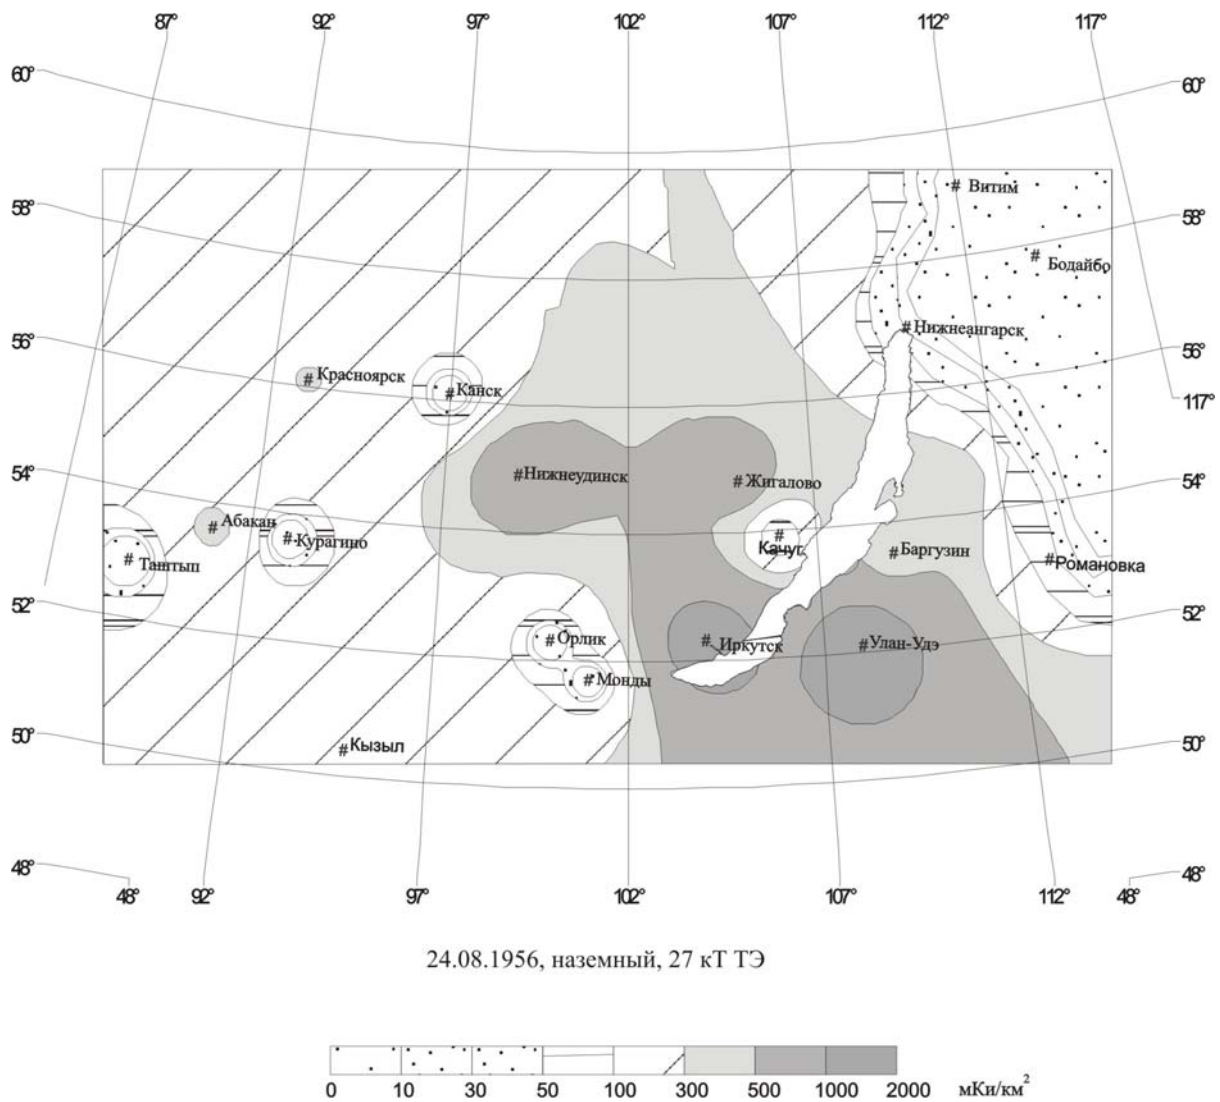 87° 92° 97° 102° 107° 112° 117°
60° 60°
Витим
58° 58°
Бодайбо
Нижнеангарск
56° 56°
Красноярск
Канск
117°
54° Нижнеудинск Жигалово 54°
Абакан
Курагино
Качуг
Баргузин
Таштып
Романовка
52° 52°
Орлик Иркутск Улан-Удэ
Монды
50° Кызыл 50°
48° 48°
48° 92° 97° 102° 107° 112° 48°
24.08.1956, наземный, 27 кТ ТЭ
0 10 30 50 100 300 500 1000 2000 мКи/км²